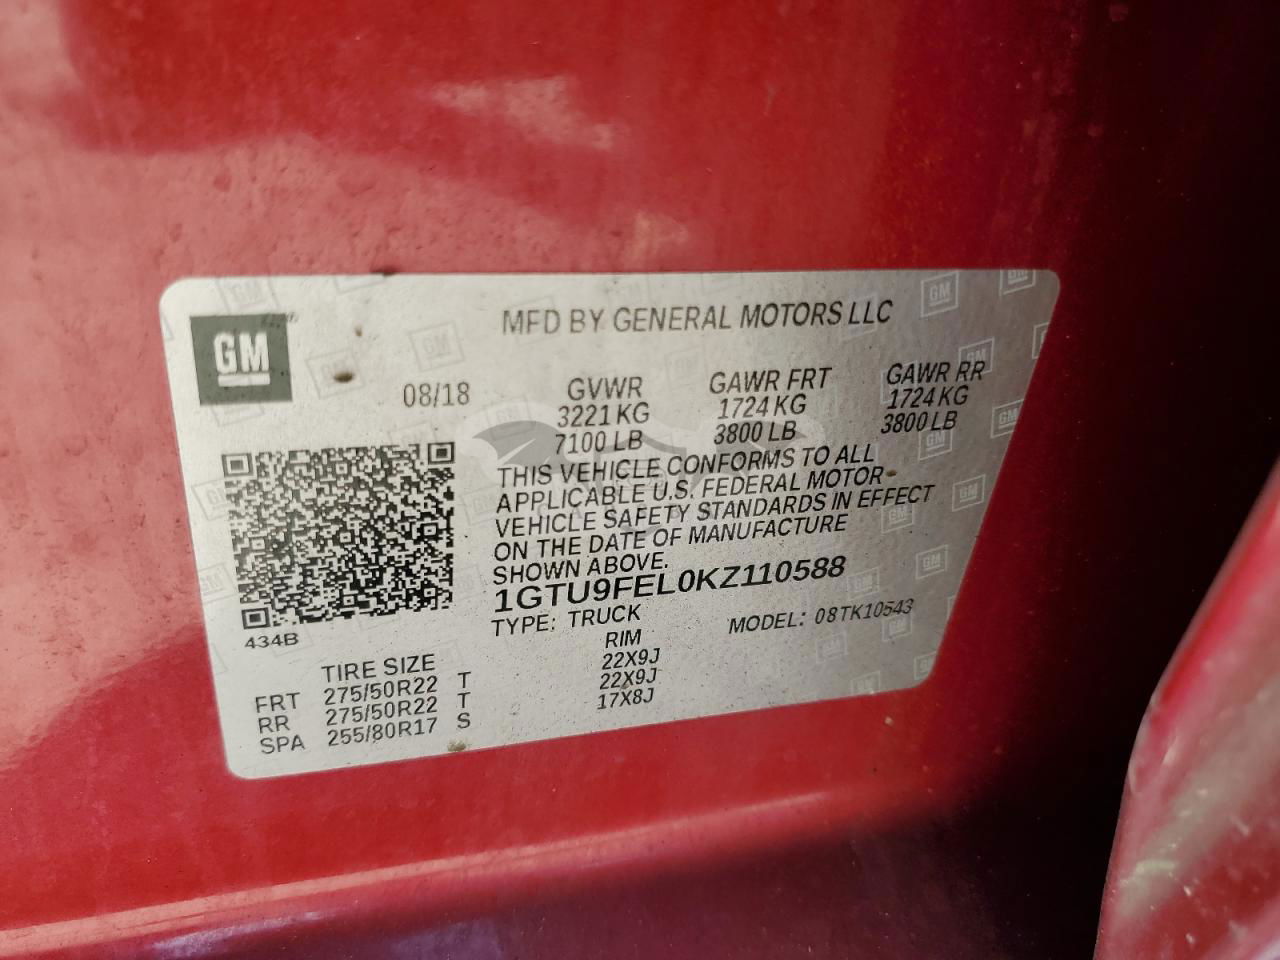 GM
MFD BY GENERAL MOTORS LLC
08/18 GVWR GAWR FRT GAWR RR
3221 KG 1724 KG 1724 KG
7100 LB 3800 LB 3800 LB
THIS VEHICLE CONFORMS TO ALL
APPLICABLE U.S. FEDERAL MOTOR
VEHICLE SAFETY STANDARDS IN EFFECT
ON THE DATE OF MANUFACTURE
SHOWN ABOVE.
1GTU9FEL0KZ110588
TYPE: TRUCK MODEL: 08TK10543
434B
TIRE SIZE RIM
FRT 275/50R22 T 22X9J
RR 275/50R22 T 22X9J
SPA 255/80R17 S 17X8J